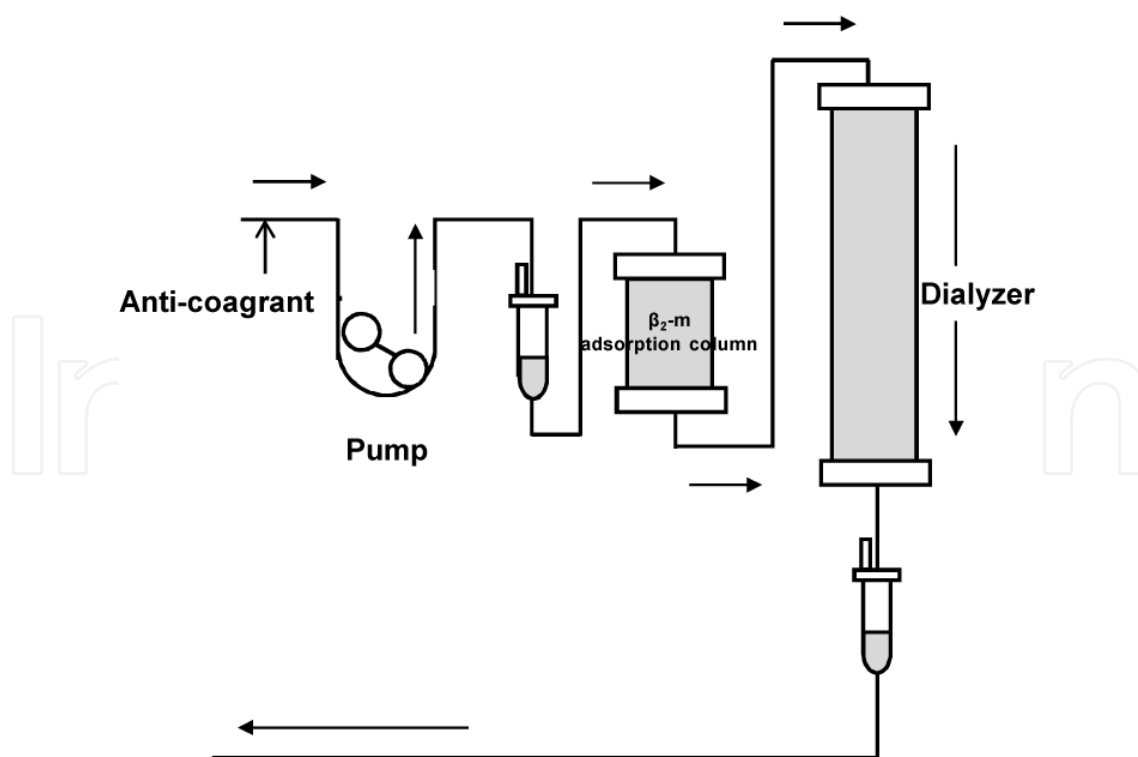 Anti-coagrant
Pump
β₂-m
adsorption column
Dialyzer